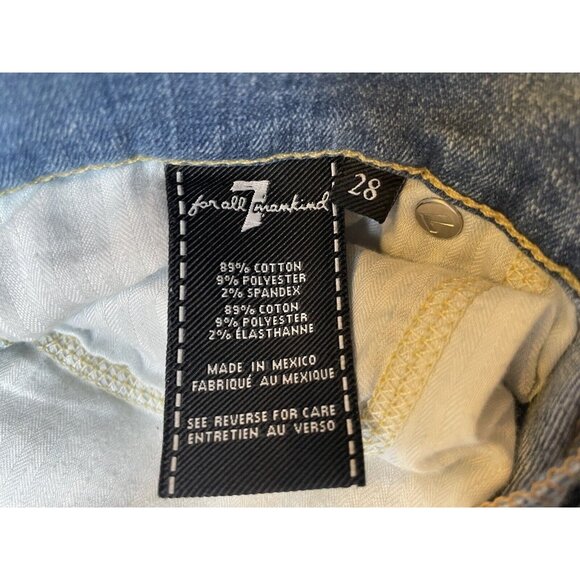 for all 7 mankind
28
89% COTTON
9% POLYESTER
2% SPANDEX
89% COTON
9% POLYESTER
2% ÉLASTHANNE
MADE IN MEXICO
FABRIQUÉ AU MEXIQUE
SEE REVERSE FOR CARE
ENTRETIEN AU VERSO